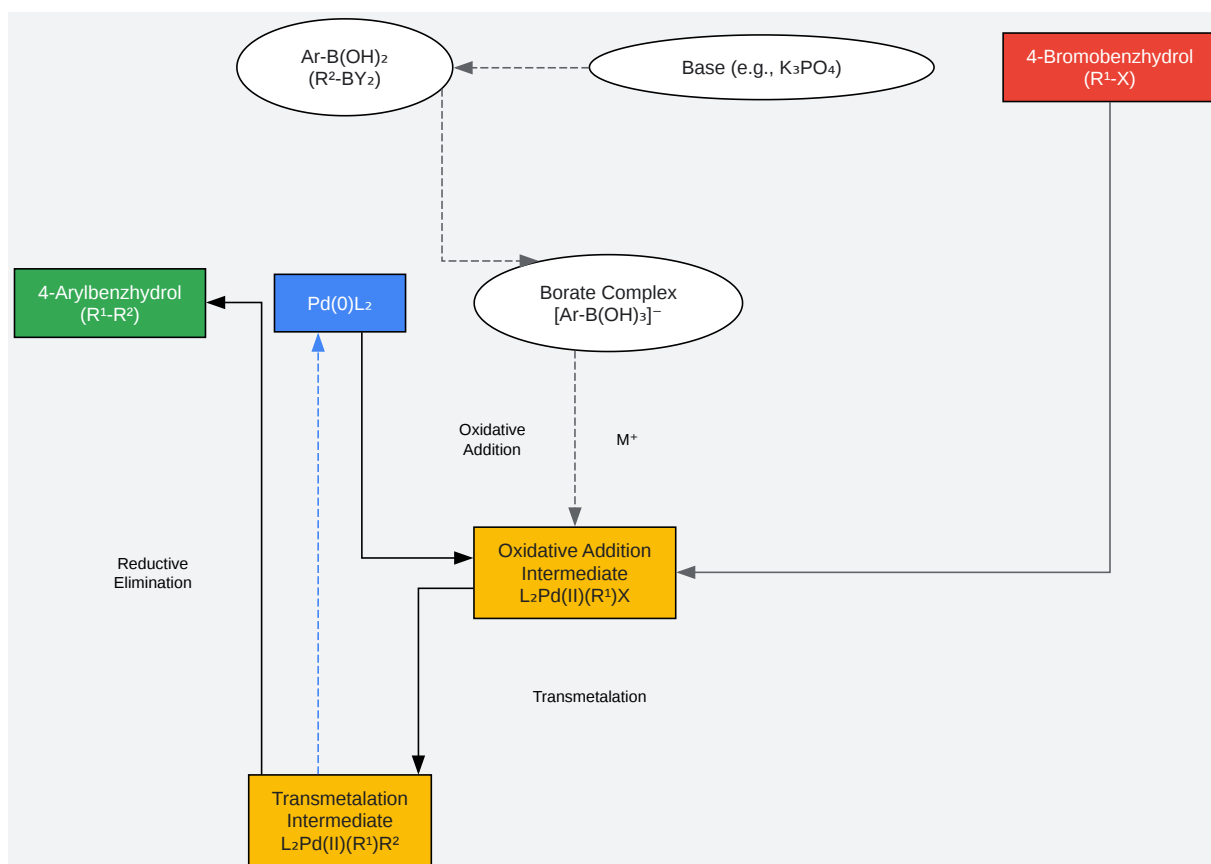 Ar-B(OH)₂
(R²-BY₂)
Base (e.g., K₃PO₄)
4-Bromobenzhydrol
(R¹-X)
4-Arylbenzhydrol
(R¹-R²)
Pd(0)L₂
Borate Complex
[Ar-B(OH)₃]⁻
Oxidative
Addition
M⁺
Oxidative Addition
Intermediate
L₂Pd(II)(R¹)X
Reductive
Elimination
Transmetalation
Transmetalation
Intermediate
L₂Pd(II)(R¹)R²